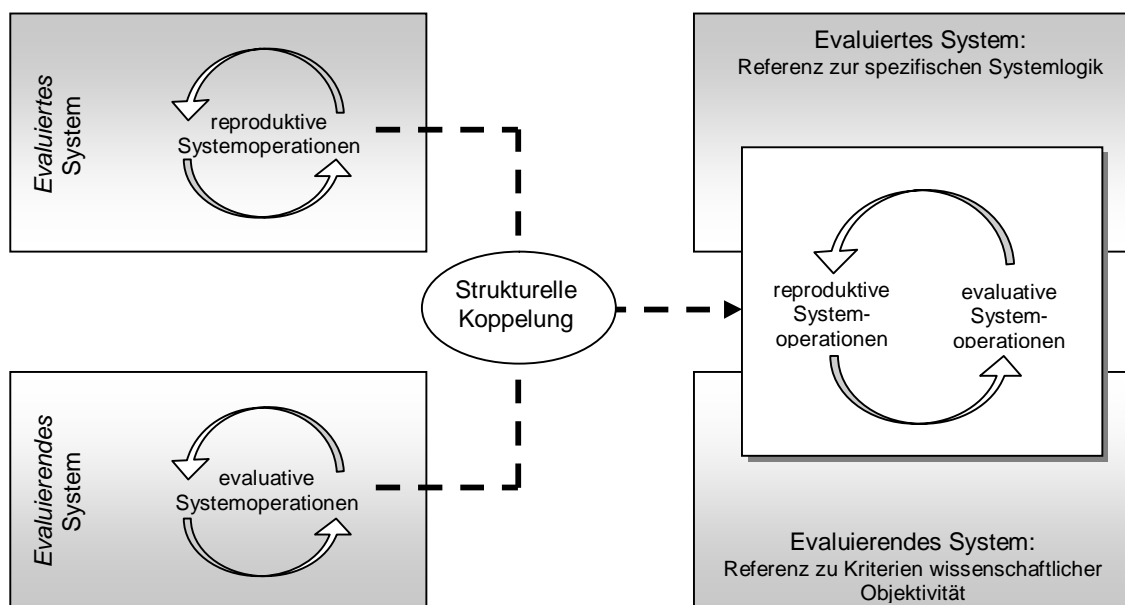 Evaluiertes
System
reproduktive
Systemoperationen
Evaluierendes
System
evaluative
Systemoperationen
Strukturelle
Koppelung
Evaluiertes System:
Referenz zur spezifischen Systemlogik
reproduktive
System-
operationen
evaluative
System-
operationen
Evaluierendes System:
Referenz zu Kriterien wissenschaftlicher
Objektivität